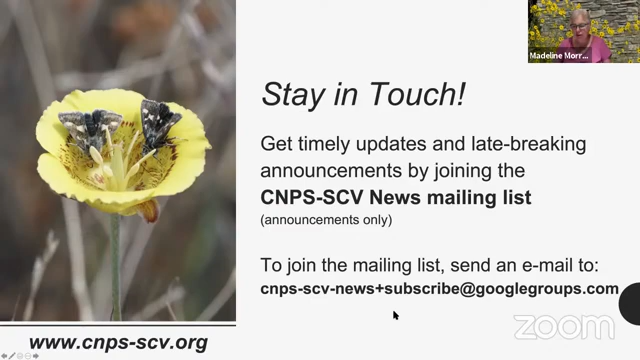 Madeline Morr...
Stay in Touch!
Get timely updates and late-breaking
announcements by joining the
CNPS-SCV News mailing list
(announcements only)
To join the mailing list, send an e-mail to:
cnps-scv-news+subscribe@googlegroups.com
www.cnps-scv.org
zoom